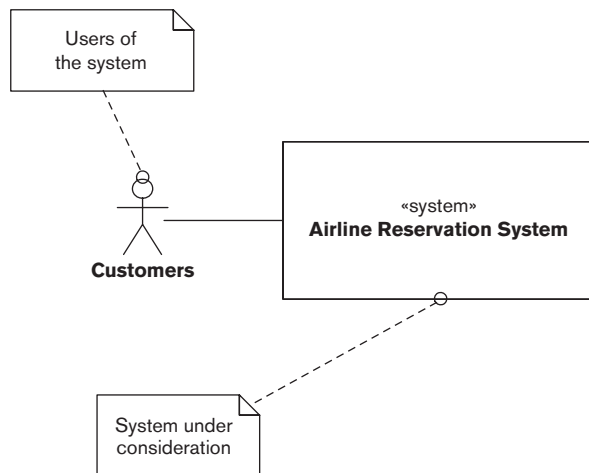 Users of
the system
«system»
Airline Reservation System
Customers
System under
consideration